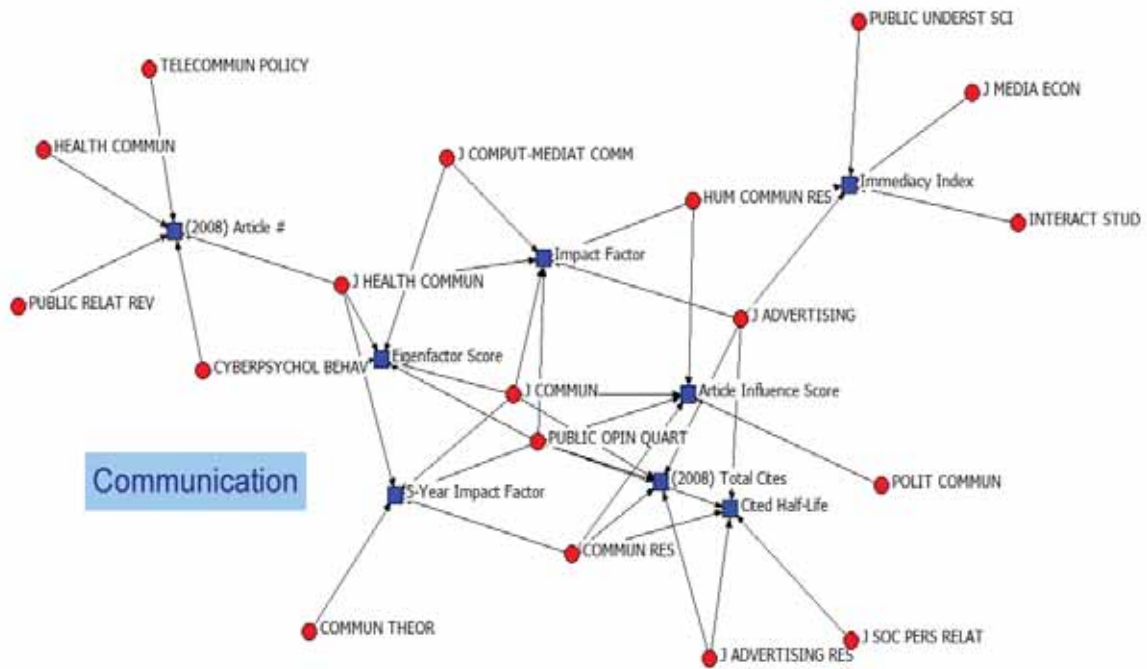 PUBLIC UNDERST SCI
TELECOMMUN POLICY
J MEDIA ECON
HEALTH COMMUN
J COMPUT-MEDIAT COMM
Immediacy Index
HUM COMMUN RES
INTERACT STUD
(2008) Article #
Impact Factor
J HEALTH COMMUN
PUBLIC RELAT REV
J ADVERTISING
Eigenfactor Score
CYBERPSYCHOL BEHAV
J COMMUN
Article Influence Score
PUBLIC OPIN QUART
Communication
(2008) Total Cites
POLIT COMMUN
5-Year Impact Factor
Cited Half-Life
COMMUN RES
COMMUN THEOR
J SOC PERS RELAT
J ADVERTISING RES